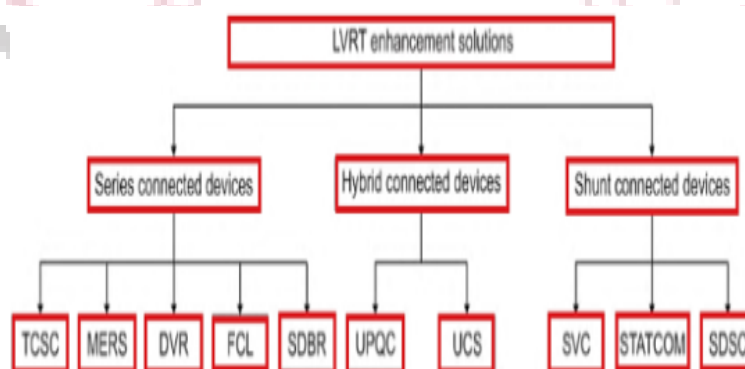 LVRT enhancement solutions
Series connected devices
Hybrid connected devices
Shunt connected devices
TCSC
MERS
DVR
FCL
SDBR
UPQC
UCS
SVC
STATCOM
SDSC